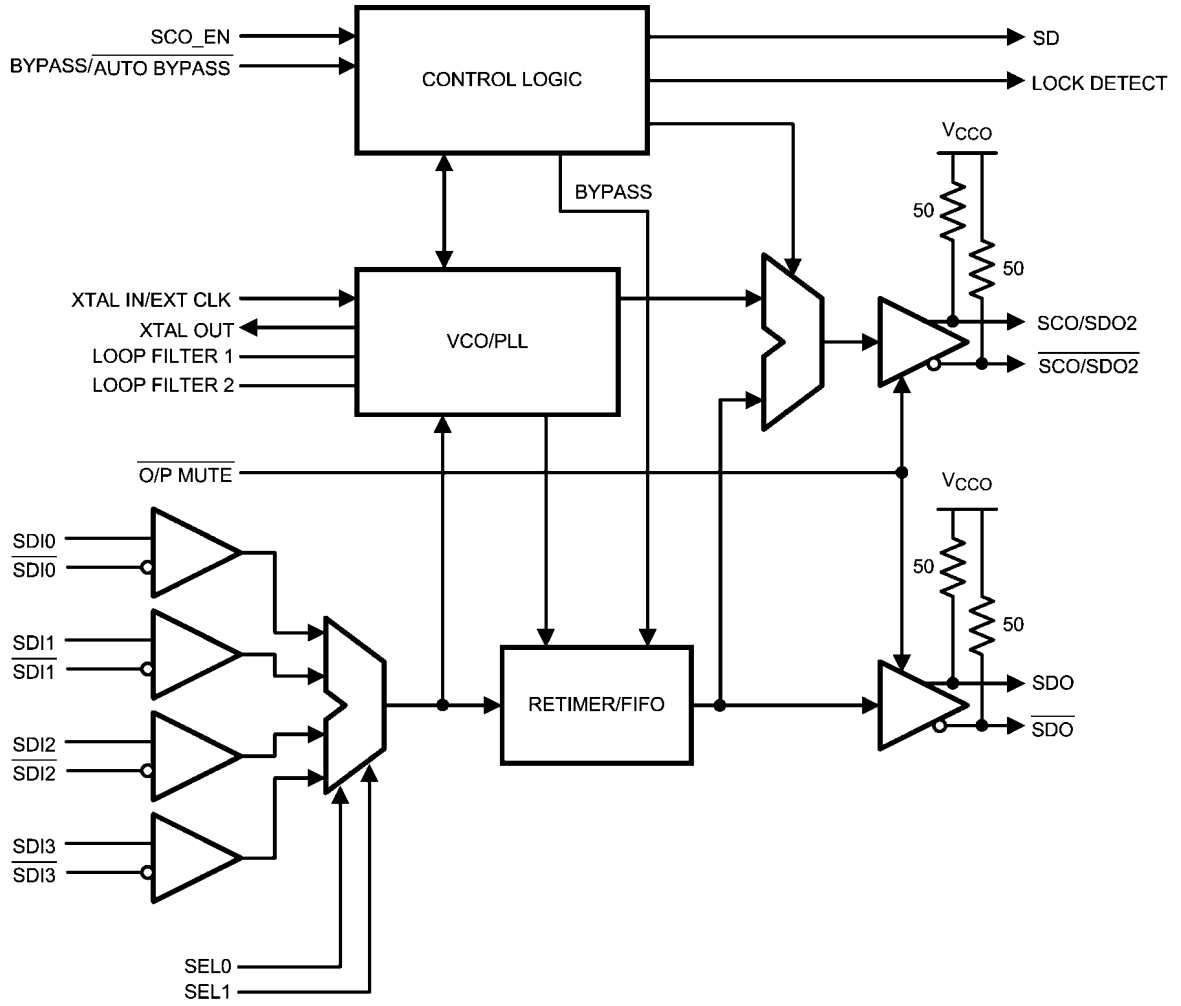 SCO_EN
BYPASS/AUTO BYPASS
CONTROL LOGIC
SD
LOCK DETECT
VCCO
BYPASS
50
50
XTAL IN/EXT CLK
XTAL OUT
LOOP FILTER 1
LOOP FILTER 2
VCO/PLL
SCO/SDO2
SCO/SDO2
O/P MUTE
VCCO
SDI0
SDI0
50
50
SDI1
SDI1
RETIMER/FIFO
SDO
SDO
SDI2
SDI2
SDI3
SDI3
SEL0
SEL1